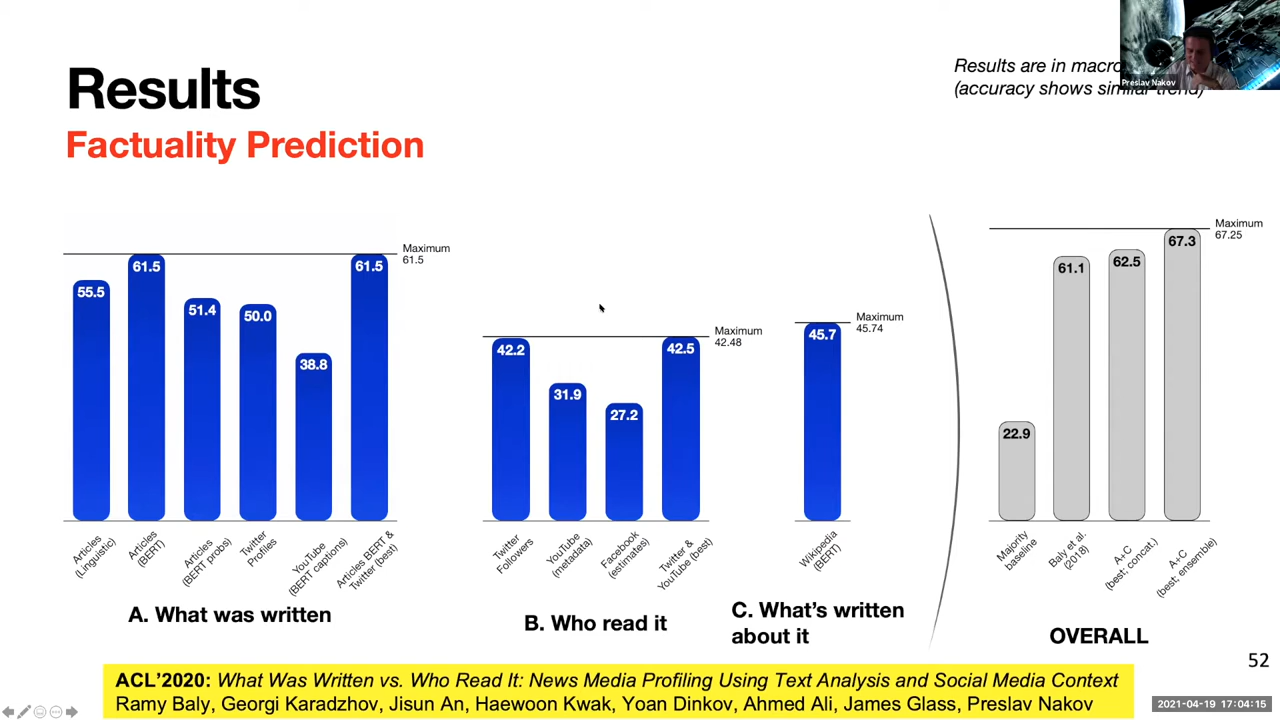 Results
Factuality Prediction
Results are in macro
(accuracy shows similar trend)
Preslav Nakov
Maximum
61.5
55.5
61.5
51.4
50.0
38.8
61.5
Articles
(Linguistic)
Articles
(BERT)
Articles
(BERT probs)
Twitter
Profiles
YouTube
(BERT captions)
Articles BERT &
Twitter (best)
A. What was written
Maximum
42.48
42.2
31.9
27.2
42.5
Twitter
Followers
YouTube
(metadata)
Facebook
(estimates)
Twitter &
YouTube (best)
B. Who read it
Maximum
45.74
45.7
Wikipedia
(BERT)
C. What's written
about it
Maximum
67.25
22.9
61.1
62.5
67.3
Majority
baseline
Baly et al.
(2018)
A+C
(best; concat.)
A+C
(best; ensemble)
OVERALL
52
ACL'2020: What Was Written vs. Who Read It: News Media Profiling Using Text Analysis and Social Media Context
Ramy Baly, Georgi Karadzhov, Jisun An, Haewoon Kwak, Yoan Dinkov, Ahmed Ali, James Glass, Preslav Nakov
2021-04-19 17:04:15